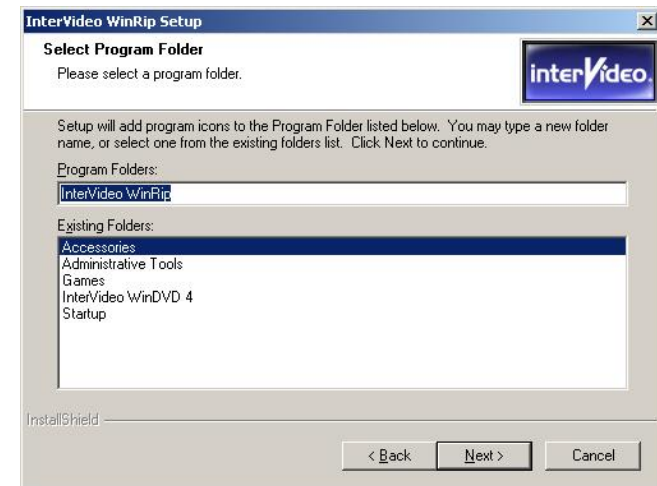 InterVideo WinRip Setup
Select Program Folder
Please select a program folder.
interVideo.
Setup will add program icons to the Program Folder listed below. You may type a new folder
name, or select one from the existing folders list. Click Next to continue.
Program Folders:
InterVideo WinRip
Existing Folders:
Accessories
Administrative Tools
Games
InterVideo WinDVD 4
Startup
InstallShield
< Back Next > Cancel